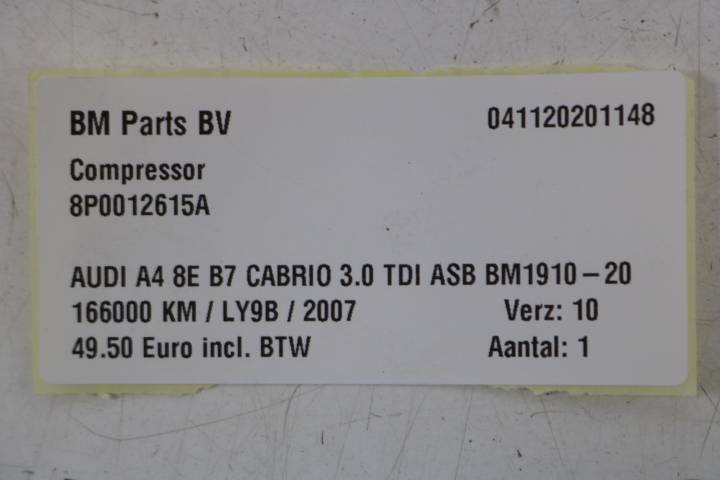 BM Parts BV 041120201148
Compressor
8P0012615A
AUDI A4 8E B7 CABRIO 3.0 TDI ASB BM1910-20
166000 KM / LY9B / 2007 Verz: 10
49.50 Euro incl. BTW Aantal: 1